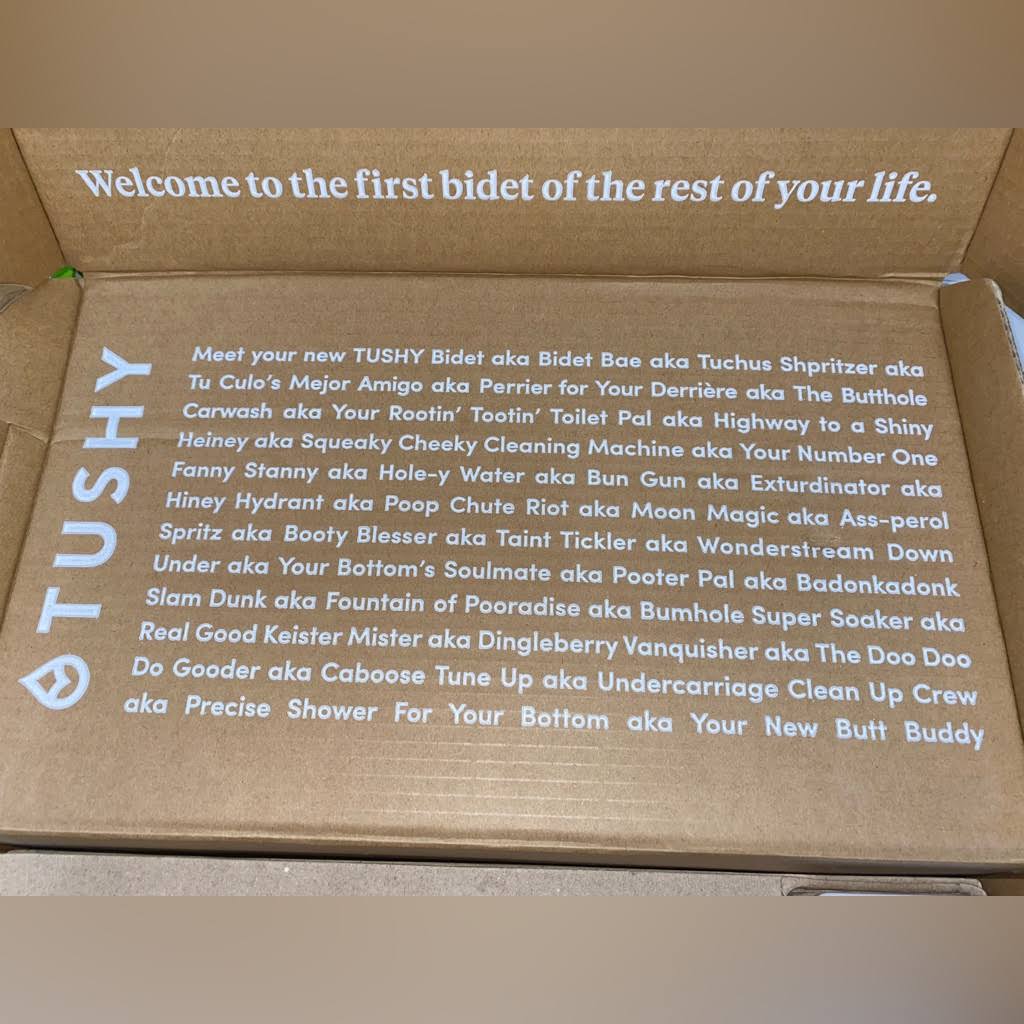 Welcome to the first bidet of the rest of your life.
TUSHY
Meet your new TUSHY Bidet aka Bidet Bae aka Tuchus Shpritzer aka
Tu Culo's Mejor Amigo aka Perrier for Your Derrière aka The Butthole
Carwash aka Your Rootin' Tootin' Toilet Pal aka Highway to a Shiny
Heiney aka Squeaky Cheeky Cleaning Machine aka Your Number One
Fanny Stanny aka Hole-y Water aka Bun Gun aka Exturdinator aka
Hiney Hydrant aka Poop Chute Riot aka Moon Magic aka Ass-perol
Spritz aka Booty Blesser aka Taint Tickler aka Wonderstream Down
Under aka Your Bottom's Soulmate aka Pooter Pal aka Badonkadonk
Slam Dunk aka Fountain of Pooradise aka Bumhole Super Soaker aka
Real Good Keister Mister aka Dingleberry Vanquisher aka The Doo Doo
Do Gooder aka Caboose Tune Up aka Undercarriage Clean Up Crew
aka Precise Shower For Your Bottom aka Your New Butt Buddy